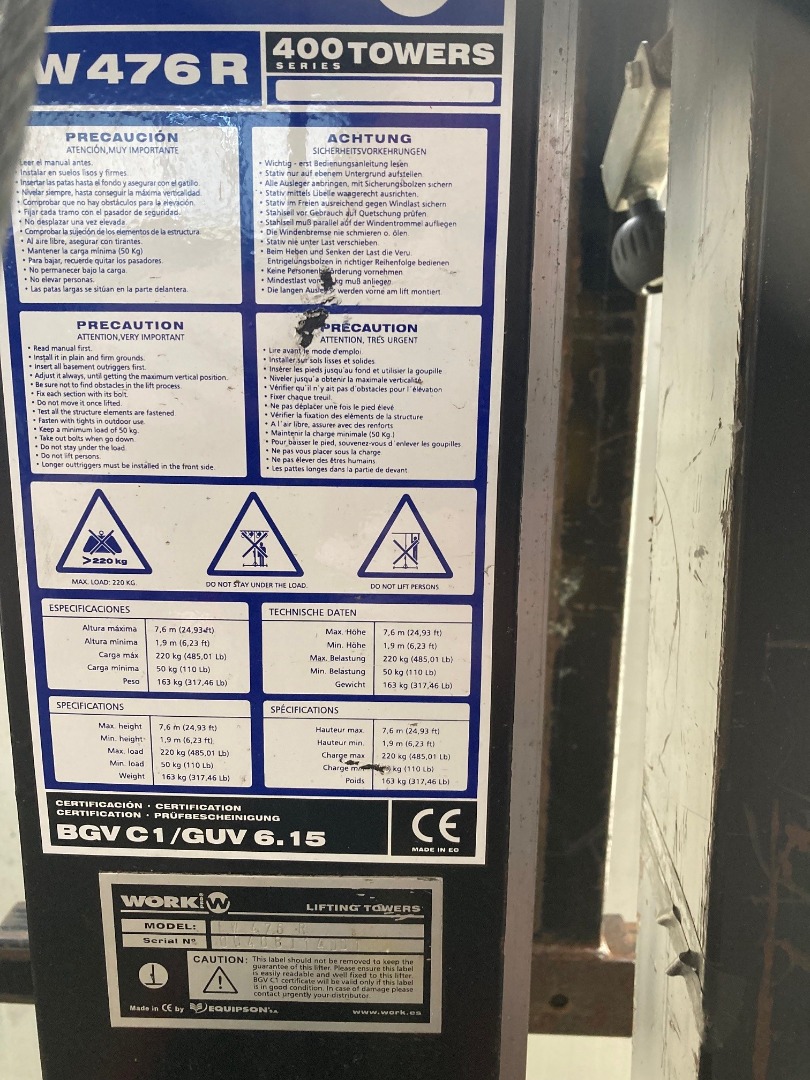 W 476 R
400 TOWERS
SERIES
PRECAUCIÓN
ATENCIÓN,MUY IMPORTANTE
Leer el manual antes.
• Instalar en suelos lisos y firmes.
• Insertar las patas hasta el fondo y asegurar con el gatillo.
• Nivelar siempre, hasta conseguir la máxima verticalidad.
• Comprobar que no hay obstáculos para la elevación.
• Fijar cada tramo con el pasador de seguridad.
• No desplazar una vez elevada.
• Comprobar la sujeción de los elementos de la estructura
• Al aire libre, asegurar con tirantes.
• Mantener la carga mínima (50 Kg)
• Para bajar, recuerde quitar los pasadores.
• No permanecer bajo la carga.
• No elevar personas.
• Las patas largas se sitúan en la parte delantera.
ACHTUNG
SICHERHEITSVORKEHRUNGEN
• Wichtig - erst Bedienungsanleitung lesen
• Stativ nur auf ebenem Untergrund aufstellen
• Alle Ausleger anbringen, mit Sicherungsbolzen sichern
• Stativ mittels Libelle waagerecht ausrichten.
• Stativ im Freien ausreichend gegen Windlast sichern
• Stahlseil vor Gebrauch auf Quetschung prüfen.
• Stahlseil muß parallel auf der Windentrommel aufliegen
• Die Windenbremse nie schmieren o. ölen
• Stativ nie unter Last verschieben.
• Beim Heben und Senken der Last die Veru.
Entrigelungsbolzen in richtiger Reihenfolge bedienen
• Keine Personenbeförderung vornehmen
• Mindestlast von kg muß anliegen
• Die langen werden vorne am lift montiert
PRECAUTION
ATTENTION,VERY IMPORTANT
• Read manual first.
• Install it in plain and firm grounds.
• Insert all basement outriggers first.
• Adjust it always, until getting the maximum vertical position.
• Be sure not to find obstacles in the lift process.
• Fix each section with its bolt.
• Do not move it once lifted.
• Test all the structure elements are fastened
• Fasten with tights in outdoor use.
• Keep a minimum load of 50 kg.
• Take out bolts when go down.
• Do not stay under the load.
• Do not lift persons.
• Longer outtriggers must be installed in the front side.
PRECAUTION
ATTENTION, TRÉS URGENT
• Lire avant le mode d'emploi
• Installer sur sols lisses et solides
• Insérer les pieds jusqu'au fond et utiliser la goupille
• Niveler jusqu'a obtenir la maximale verticalité.
• Vérifier qu'il n'y ait pas d'obstacles pour l'élévation
• Fixer chaque treuil.
• Ne pas déplacer une fois le pied élevé
• Vérifier la fixation des eléments de la structure
• A l'air libre, assurer avec des renforts
• Maintenir la charge minimale (50 Kg.)
• Pour baisser le pied, souvenez-vous d'enlever les goupilles.
• Ne pas vous placer sous la charge
• Ne pas élever des êtres humains
• Les pattes longes dans la partie de devant
>220 kg
MAX. LOAD: 220 KG.
DO NOT STAY UNDER THE LOAD.
DO NOT LIFT PERSONS
ESPECIFICACIONES
Altura máxima 7,6 m (24,93 ft)
Altura mínima 1,9 m (6,23 ft)
Carga máx 220 kg (485,01 Lb)
Carga mínima 50 kg (110 Lb)
Peso 163 kg (317,46 Lb)
TECHNISCHE DATEN
Max. Höhe 7,6 m (24,93 ft)
Min. Höhe 1,9 m (6,23 ft)
Max. Belastung 220 kg (485,01 Lb)
Min. Belastung 50 kg (110 Lb)
Gewicht 163 kg (317,46 Lb)
SPECIFICATIONS
Max. height 7,6 m (24,93 ft)
Min. height 1,9 m (6,23 ft)
Max. load 220 kg (485,01 Lb)
Min. load 50 kg (110 Lb)
Weight 163 kg (317,46 Lb)
SPÉCIFICATIONS
Hauteur max. 7,6 m (24,93 ft)
Hauteur min. 1,9 m (6,23 ft)
Charge max 220 kg (485,01 Lb)
Charge kg (110 Lb)
Poids 163 kg (317,46 Lb)
CERTIFICACIÓN · CERTIFICATION
CERTIFICATION · PRÜFBESCHEINIGUNG
BGV C1/GUV 6.15
CE
MADE IN EC
WORK W
LIFTING TOWERS
MODEL: LW 476 R
Serial Nº
CAUTION: This label should not be removed to keep the
guarantee of this lifter. Please ensure this label
is easily readable and well fixed to this lifter.
BGV C1 certificate will be valid only if this label
is in good condition. In case of damage please
contact urgently your distributor.
Made in CE by EQUIPSON S.A.
www.work.es